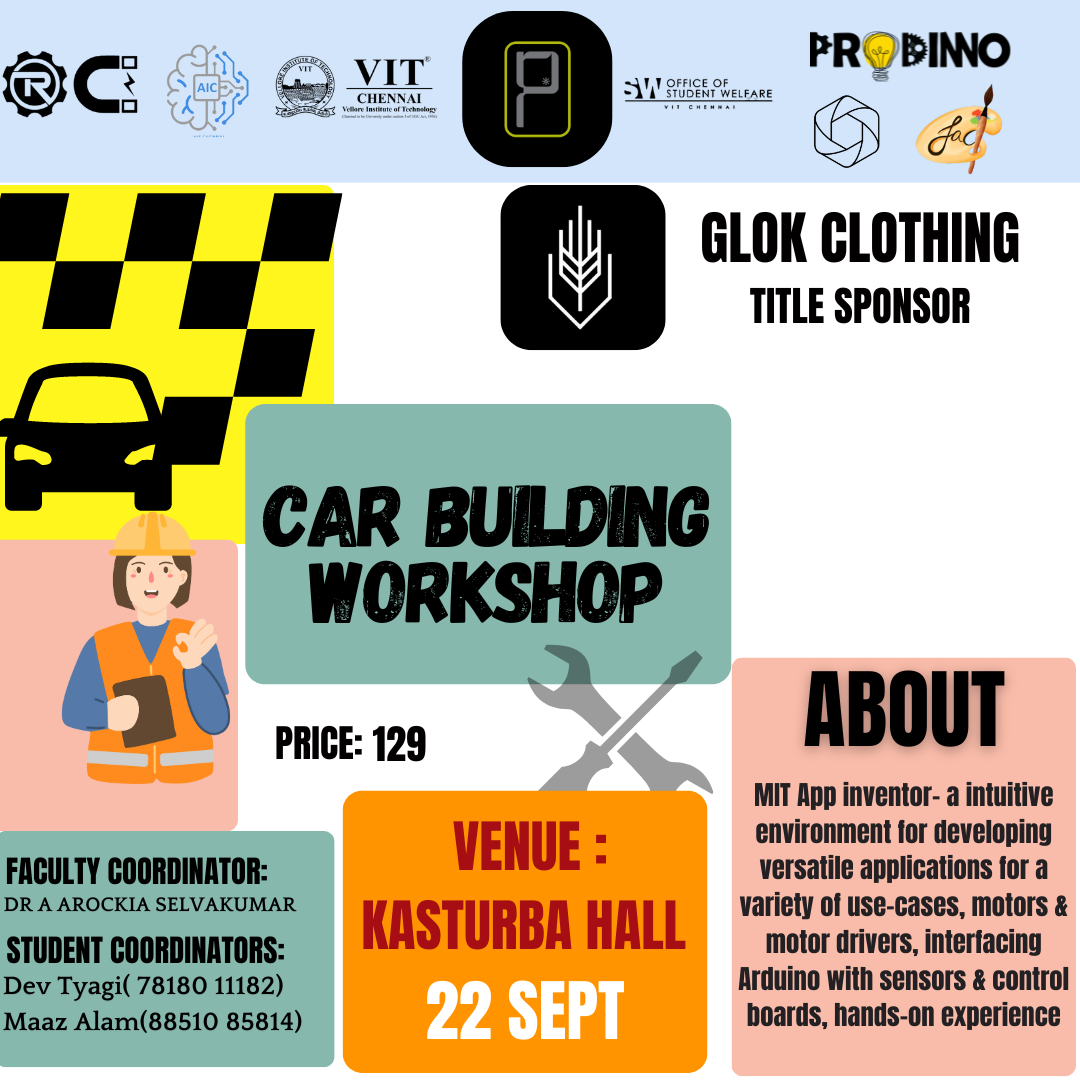 AIC
VIT
VIT
CHENNAI
Vellore Institute of Technology
SW OFFICE OF
STUDENT WELFARE
VIT CHENNAI
PROBINNO
GLOK CLOTHING
TITLE SPONSOR
CAR BUILDING
WORKSHOP
PRICE: 129
ABOUT
MIT App inventor- a intuitive
environment for developing
versatile applications for a
variety of use-cases, motors &
motor drivers, interfacing
Arduino with sensors & control
boards, hands-on experience
VENUE :
KASTURBA HALL
22 SEPT
FACULTY COORDINATOR:
DR A AROCKIA SELVAKUMAR
STUDENT COORDINATORS:
Dev Tyagi( 78180 11182)
Maaz Alam(88510 85814)